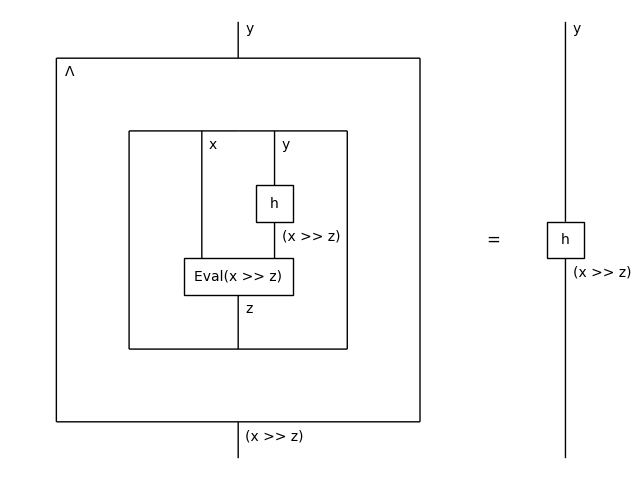 y
y
Λ
x
y
h
(x >> z)
=
h
(x >> z)
Eval(x >> z)
z
(x >> z)